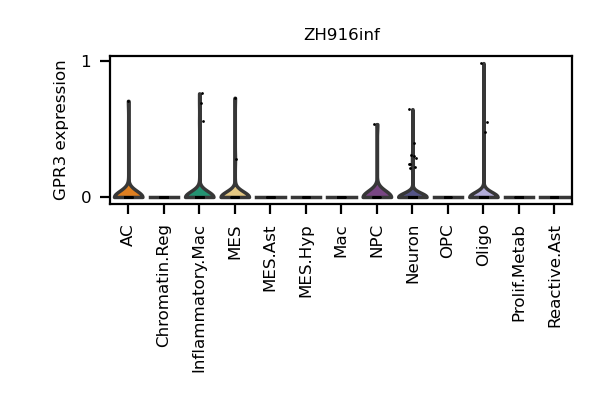 ZH916inf
GPR3 expression
1
0
AC
Chromatin.Reg
Inflammatory.Mac
MES
MES.Ast
MES.Hyp
Mac
NPC
Neuron
OPC
Oligo
Prolif.Metab
Reactive.Ast